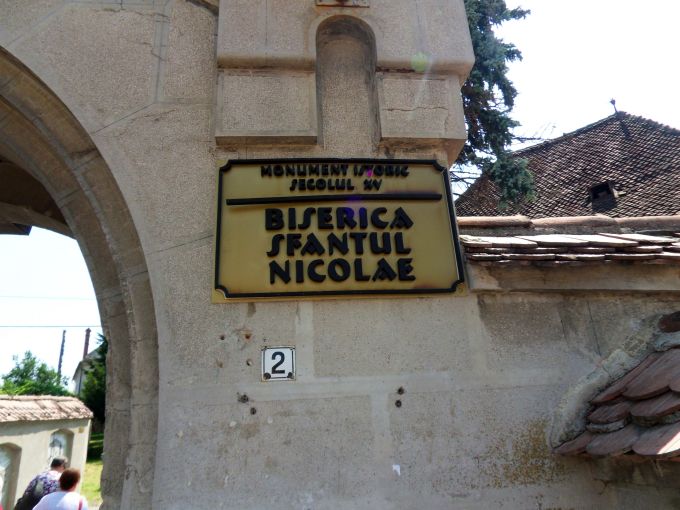 MONUMENT ISTORIC
SECOLUL XV
BISERICA
SFANTUL
NICOLAE
2